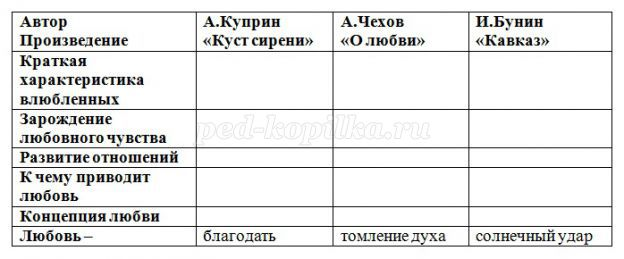 Автор А.Куприн А.Чехов И.Бунин
Произведение «Куст сирени» «О любви» «Кавказ»
Краткая
характеристика
влюбленных
Зарождение
любовного чувства
ped-kopilka.ru
Развитие отношений
К чему приводит
любовь
Концепция любви
Любовь – благодать томление духа солнечный удар